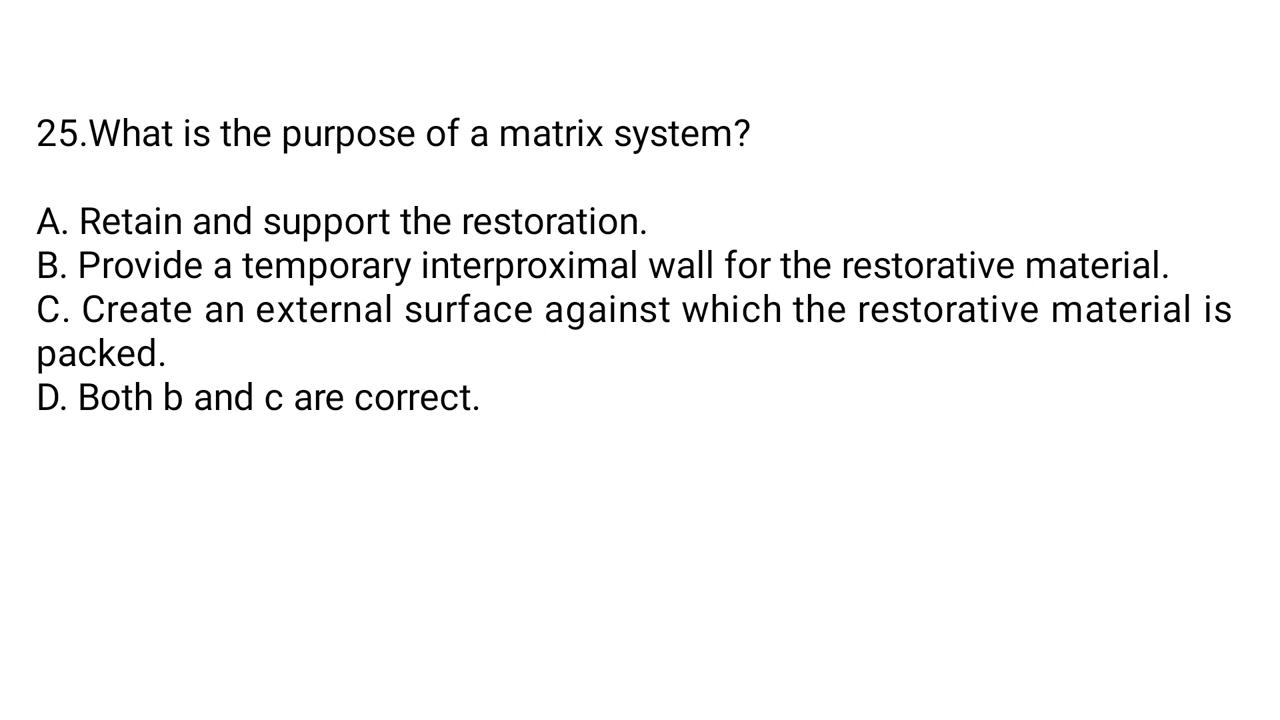 25.What is the purpose of a matrix system?
A. Retain and support the restoration.
B. Provide a temporary interproximal wall for the restorative material.
C. Create an external surface against which the restorative material is
packed.
D. Both b and c are correct.